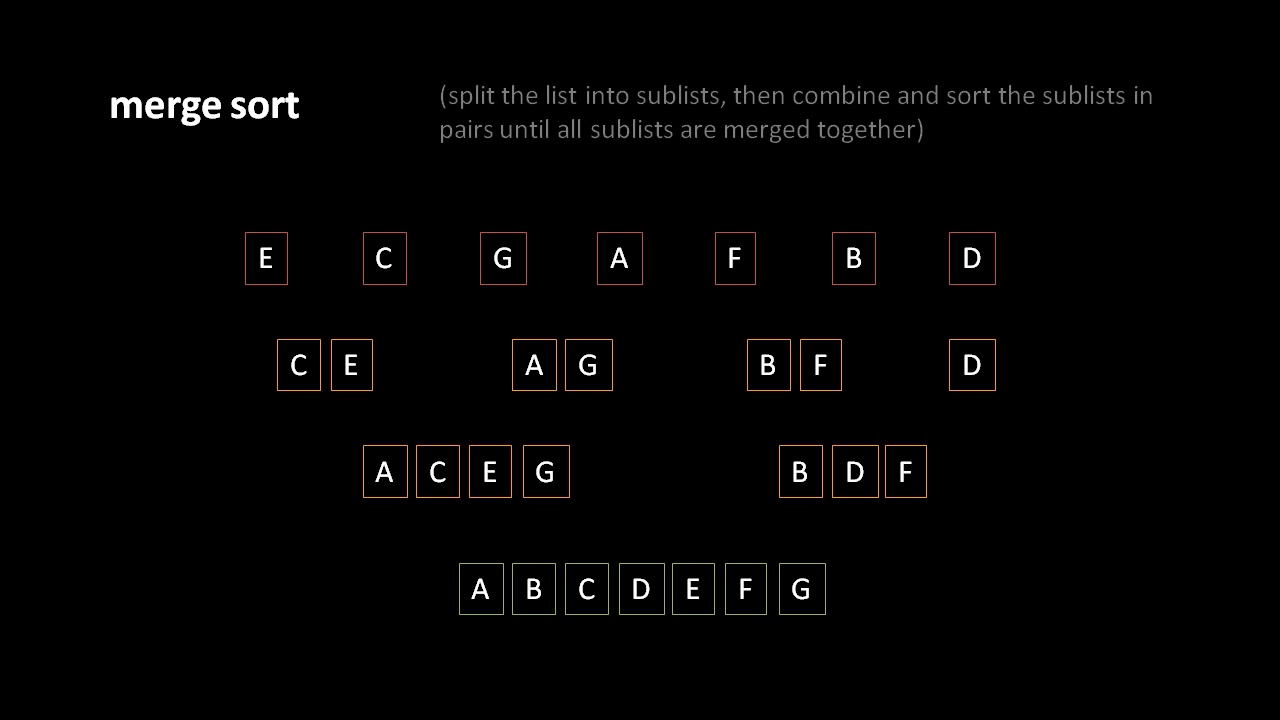 merge sort
(split the list into sublists, then combine and sort the sublists in
pairs until all sublists are merged together)
E C G A F B D
C E A G B F D
A C E G B D F
A B C D E F G